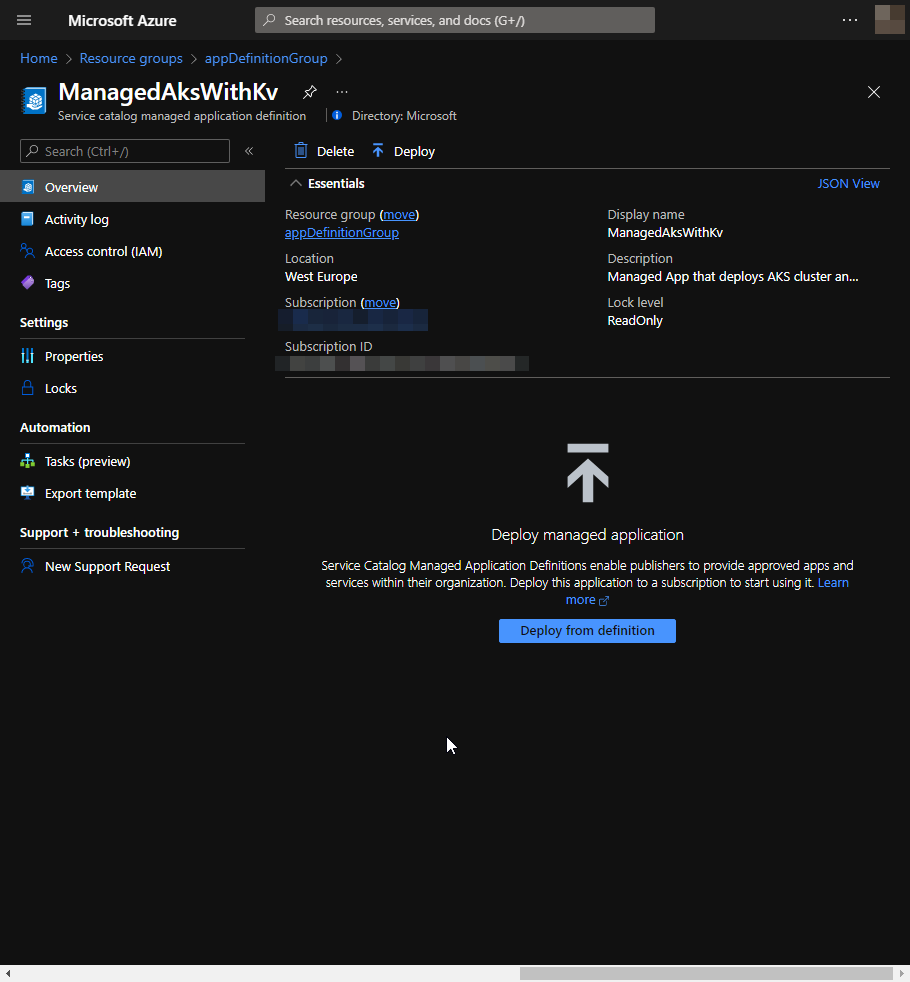 Microsoft Azure
Search resources, services, and docs (G+/)
Home > Resource groups > appDefinitionGroup >
ManagedAksWithKv
Service catalog managed application definition
Directory: Microsoft
Search (Ctrl+/)
Overview
Activity log
Access control (IAM)
Tags
Settings
Properties
Locks
Automation
Tasks (preview)
Export template
Support + troubleshooting
New Support Request
Delete
Deploy
Essentials
JSON View
Resource group (move)
appDefinitionGroup
Location
West Europe
Subscription (move)
Subscription ID
Display name
ManagedAksWithKv
Description
Managed App that deploys AKS cluster an...
Lock level
ReadOnly
Deploy managed application
Service Catalog Managed Application Definitions enable publishers to provide approved apps and
services within their organization. Deploy this application to a subscription to start using it. Learn
more
Deploy from definition